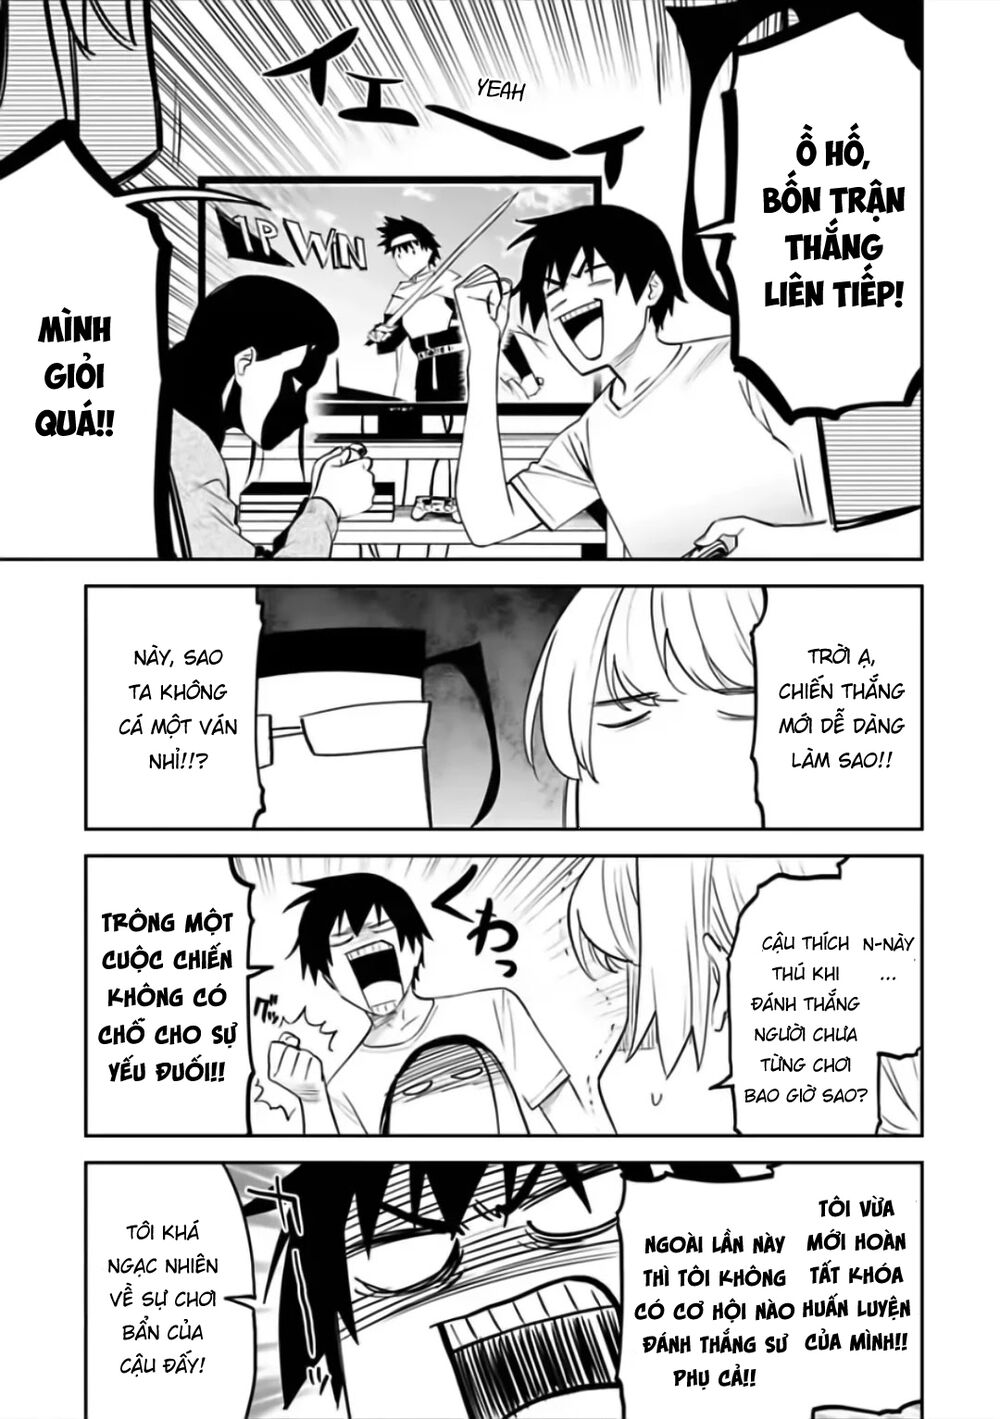 イエーイ
YEAH
Ồ HỐ,
BỐN TRẬN
THẮNG
LIÊN TIẾP!
1P WIN
MÌNH
GIỎI
QUÁ!!
TRỜI Ạ,
CHIẾN THẮNG
MỚI DỄ DÀNG
LÀM SAO!!
NÀY, SAO
TA KHÔNG
CÁ MỘT VÁN
NHỈ!!?
N-NÀY
...
CẬU THÍCH
THÚ KHI
ĐÁNH THẮNG
NGƯỜI CHƯA
TỪNG CHƠI
BAO GIỜ SAO?
くわっ
グッ
TRÔNG MỘT
CUỘC CHIẾN
KHÔNG CÓ
CHỖ CHO SỰ
YẾU ĐUỐI!!
TÔI VỪA
MỚI HOÀN
TẤT KHÓA
HUẤN LUYỆN
CỦA MÌNH!!
NGOÀI LẦN NÀY
THÌ TÔI KHÔNG
CÓ CƠ HỘI NÀO
ĐÁNH THẮNG SƯ
PHỤ CẢ!!
TÔI KHÁ
NGẠC NHIÊN
VỀ SỰ CHƠI
BẨN CỦA
CẬU ĐẤY!